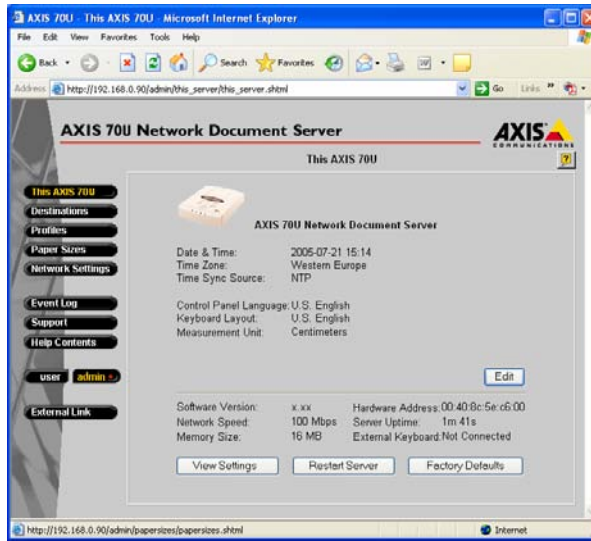 AXIS 70U - This AXIS 70U - Microsoft Internet Explorer
File Edit View Favorites Tools Help
Back Search Favorites
Address http://192.168.0.90/admin/this_server/this_server.shtml Go Links »
AXIS 70U Network Document Server
AXIS
COMMUNICATIONS
This AXIS 70U
?
This AXIS 70U
Destinations
Profiles
Paper Sizes
Network Settings
Event Log
Support
Help Contents
user admin
External Link
AXIS 70U Network Document Server
Date & Time: 2005-07-21 15:14
Time Zone: Western Europe
Time Sync Source: NTP
Control Panel Language: U.S. English
Keyboard Layout: U.S. English
Measurement Unit: Centimeters
Edit
Software Version: x.xx Hardware Address: 00:40:8c:5e:c6:00
Network Speed: 100 Mbps Server Uptime: 1m 41s
Memory Size: 16 MB External Keyboard: Not Connected
View Settings Restart Server Factory Defaults
http://192.168.0.90/admin/papersizes/papersizes.shtml Internet